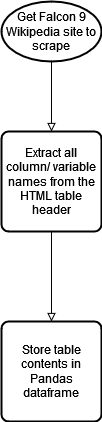 Get Falcon 9
Wikipedia site to
scrape
Extract all
column/ variable
names from the
HTML table
header
Store table
contents in
Pandas
dataframe